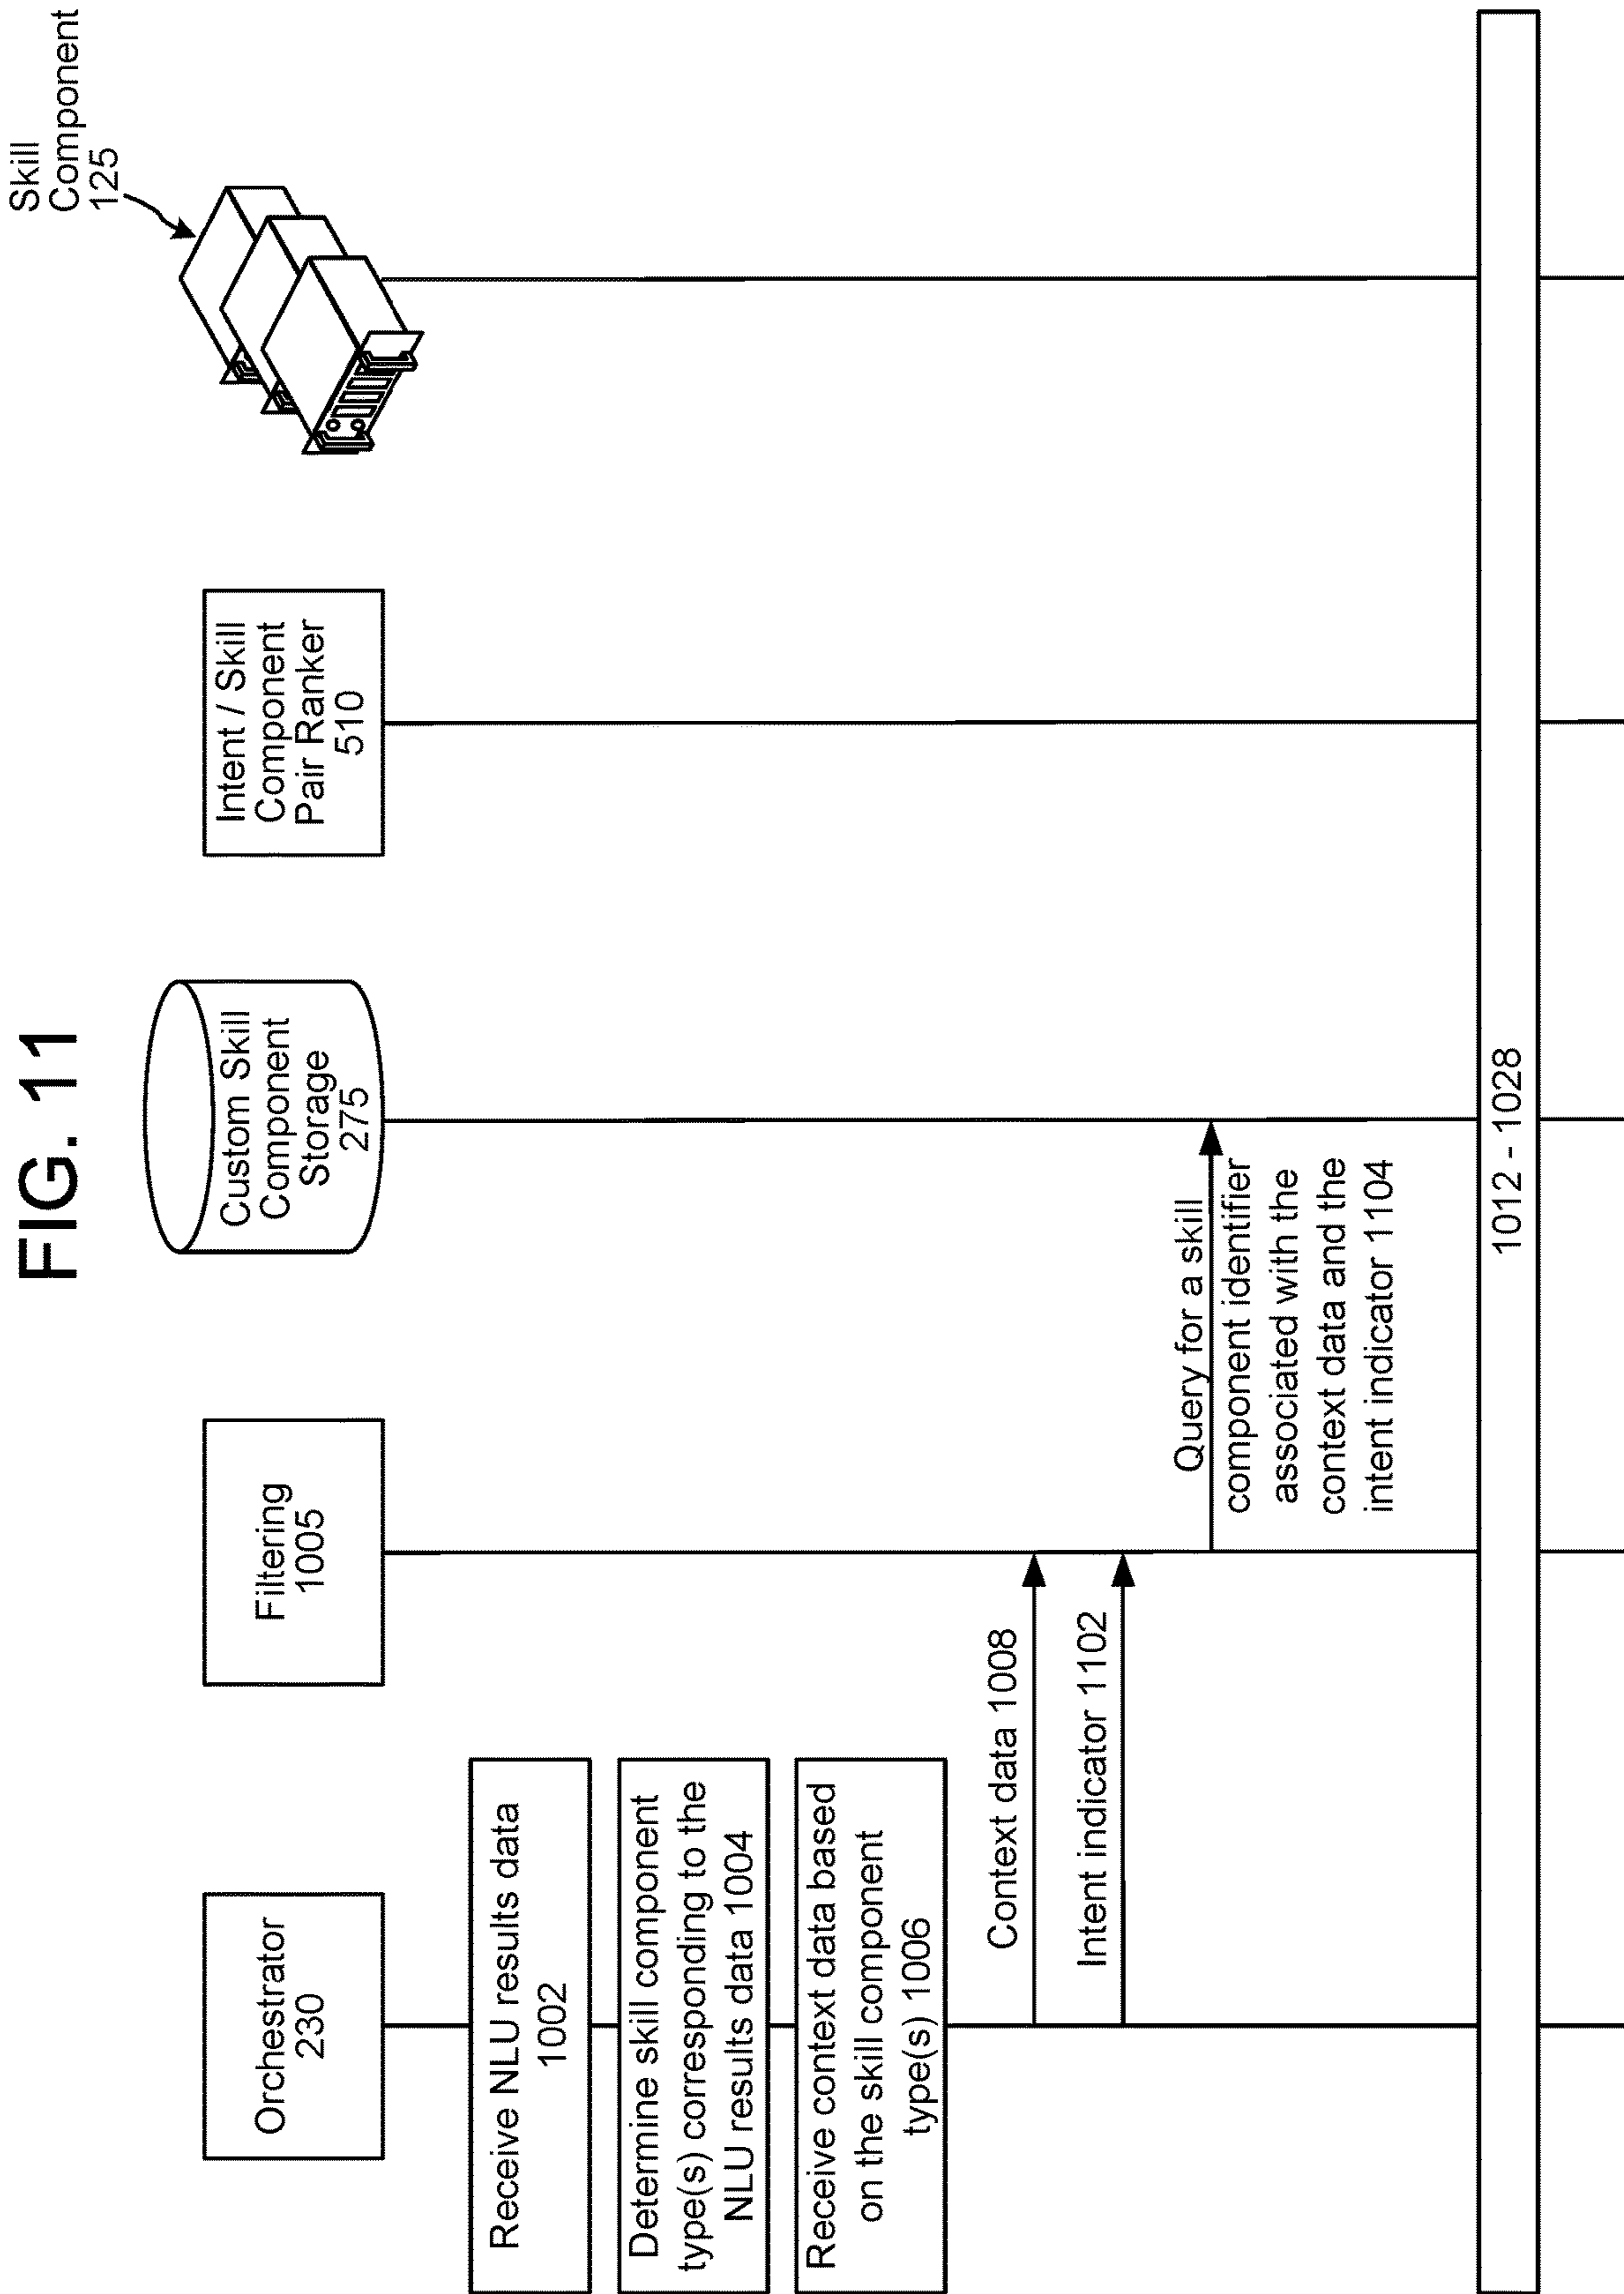 FIG. 11
Orchestrator
230
Filtering
1005
Custom Skill
Component
Storage
275
Intent / Skill
Component
Pair Ranker
510
Skill
Component
125
Receive NLU results data
1002
Determine skill component
type(s) corresponding to the
NLU results data 1004
Receive context data based
on the skill component
type(s) 1006
Context data 1008
Intent indicator 1102
Query for a skill
component identifier
associated with the
context data and the
intent indicator 1104
1012 - 1028